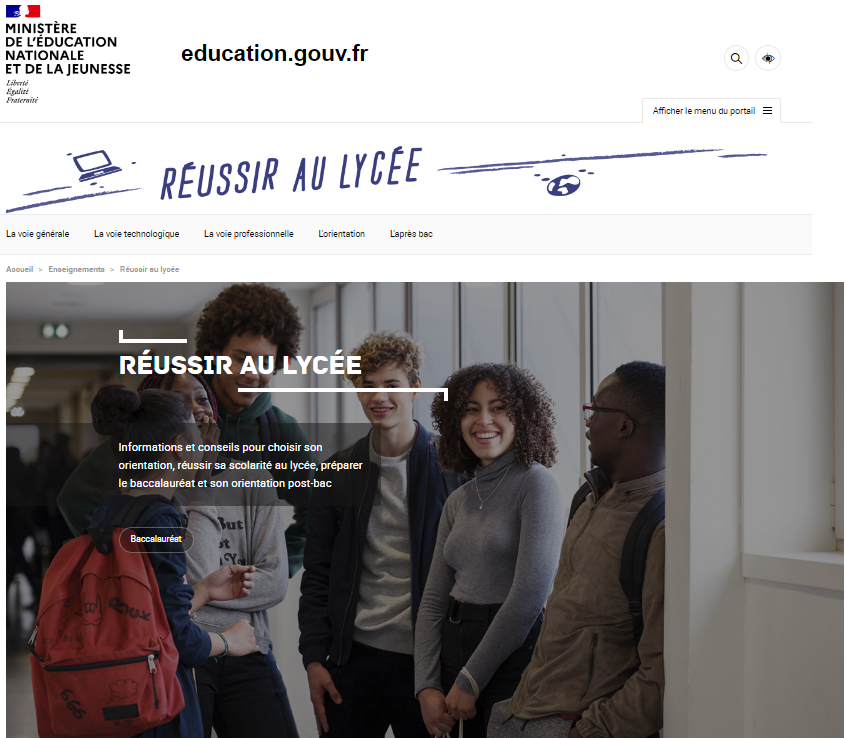 MINISTÈRE
DE L'ÉDUCATION
NATIONALE
ET DE LA JEUNESSE
Liberté
Égalité
Fraternité
education.gouv.fr
Afficher le menu du portail
RÉUSSIR AU LYCÉE
La voie générale La voie technologique La voie professionnelle L'orientation L'après bac
Accueil > Enseignements > Réussir au lycée
RÉUSSIR AU LYCÉE
Informations et conseils pour choisir son
orientation, réussir sa scolarité au lycée, préparer
le baccalauréat et son orientation post-bac
But
Baccalauréat
666